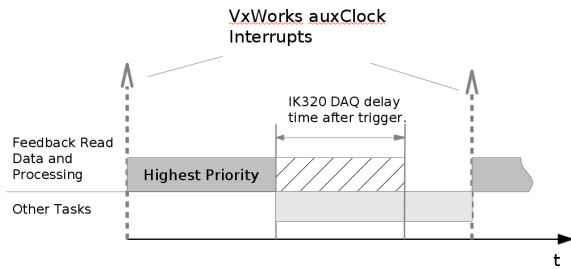 VxWorks auxClock
Interrupts
IK320 DAQ delay
time after trigger.
Feedback Read
Data and
Processing
Highest Priority
Other Tasks
t